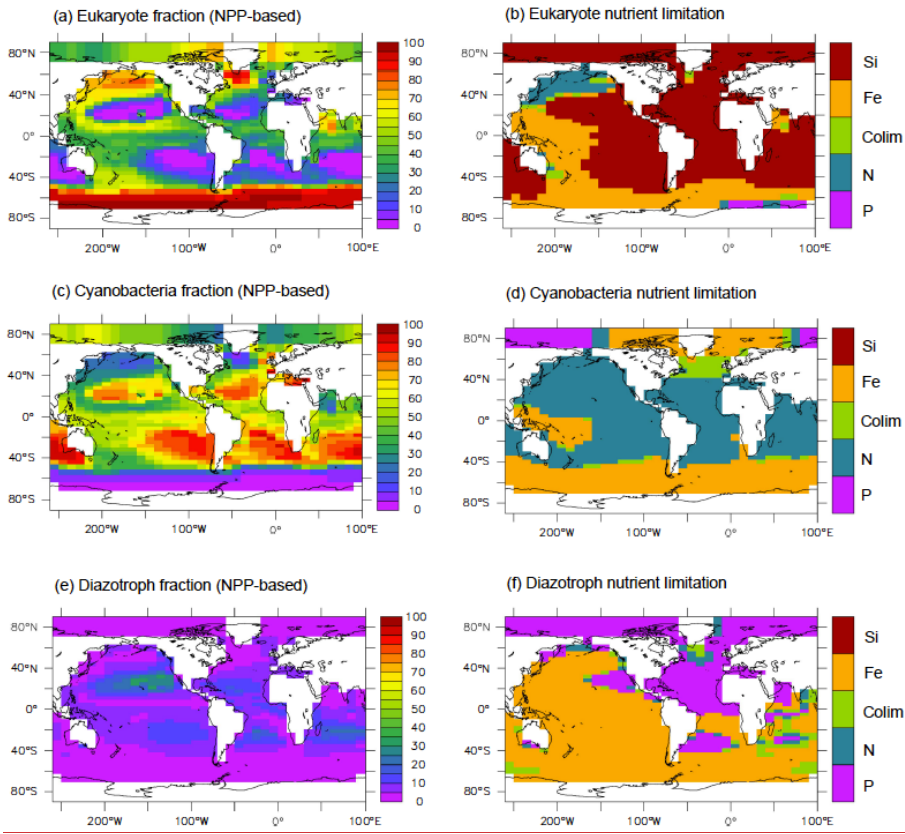 (a) Eukaryote fraction (NPP-based)
80°N
40°N
0°
40°S
80°S
200°W 100°W 0° 100°E
100
90
80
70
60
50
40
30
20
10
0
(b) Eukaryote nutrient limitation
80°N
40°N
0°
40°S
80°S
200°W 100°W 0° 100°E
Si
Fe
Colim
N
P
(c) Cyanobacteria fraction (NPP-based)
80°N
40°N
0°
40°S
80°S
200°W 100°W 0° 100°E
100
90
80
70
60
50
40
30
20
10
0
(d) Cyanobacteria nutrient limitation
80°N
40°N
0°
40°S
80°S
200°W 100°W 0° 100°E
Si
Fe
Colim
N
P
(e) Diazotroph fraction (NPP-based)
80°N
40°N
0°
40°S
80°S
200°W 100°W 0° 100°E
100
90
80
70
60
50
40
30
20
10
0
(f) Diazotroph nutrient limitation
80°N
40°N
0°
40°S
80°S
200°W 100°W 0° 100°E
Si
Fe
Colim
N
P